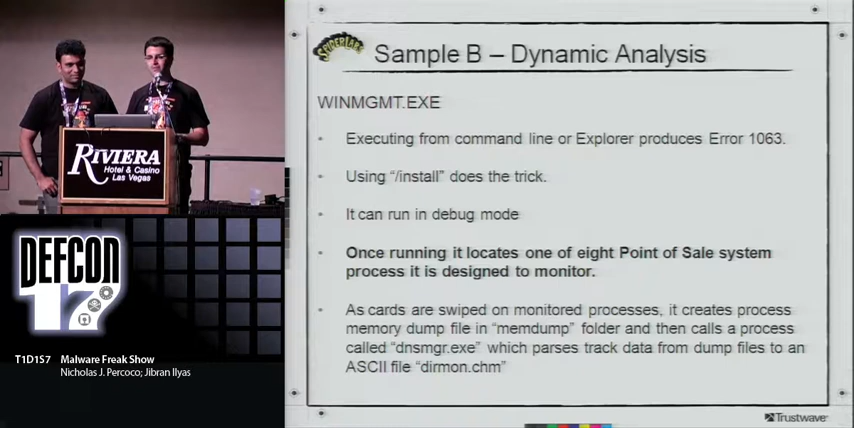 SPIDERLABS
Sample B – Dynamic Analysis
WINMGMT.EXE
• Executing from command line or Explorer produces Error 1063.
• Using “/install” does the trick.
• It can run in debug mode
• Once running it locates one of eight Point of Sale system
process it is designed to monitor.
• As cards are swiped on monitored processes, it creates process
memory dump file in “memdump” folder and then calls a process
called “dnsmgr.exe” which parses track data from dump files to an
ASCII file “dirmon.chm”
Trustwave
RIVIERA
Hotel & Casino
Las Vegas
DEFCON
17
T1D1S7 Malware Freak Show
Nicholas J. Percoco; Jibran Ilyas